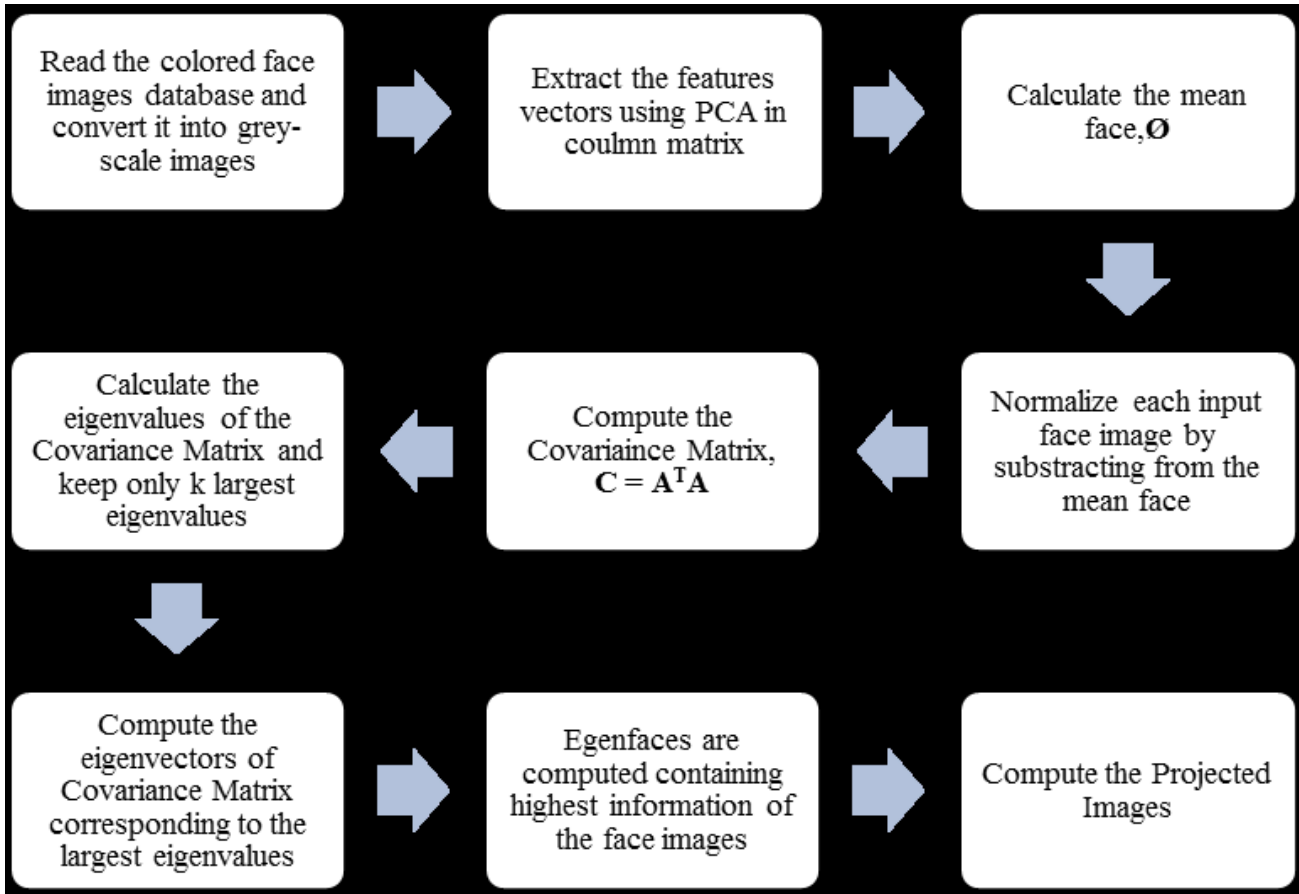 Read the colored face
images database and
convert it into grey-
scale images
Extract the features
vectors using PCA in
coulmn matrix
Calculate the mean
face,Ø
Normalize each input
face image by
substracting from the
mean face
Compute the
Covariaince Matrix,
C = AᵀA
Calculate the
eigenvalues of the
Covariance Matrix and
keep only k largest
eigenvalues
Compute the
eigenvectors of
Covariance Matrix
corresponding to the
largest eigenvalues
Egenfaces are
computed containing
highest information of
the face images
Compute the Projected
Images